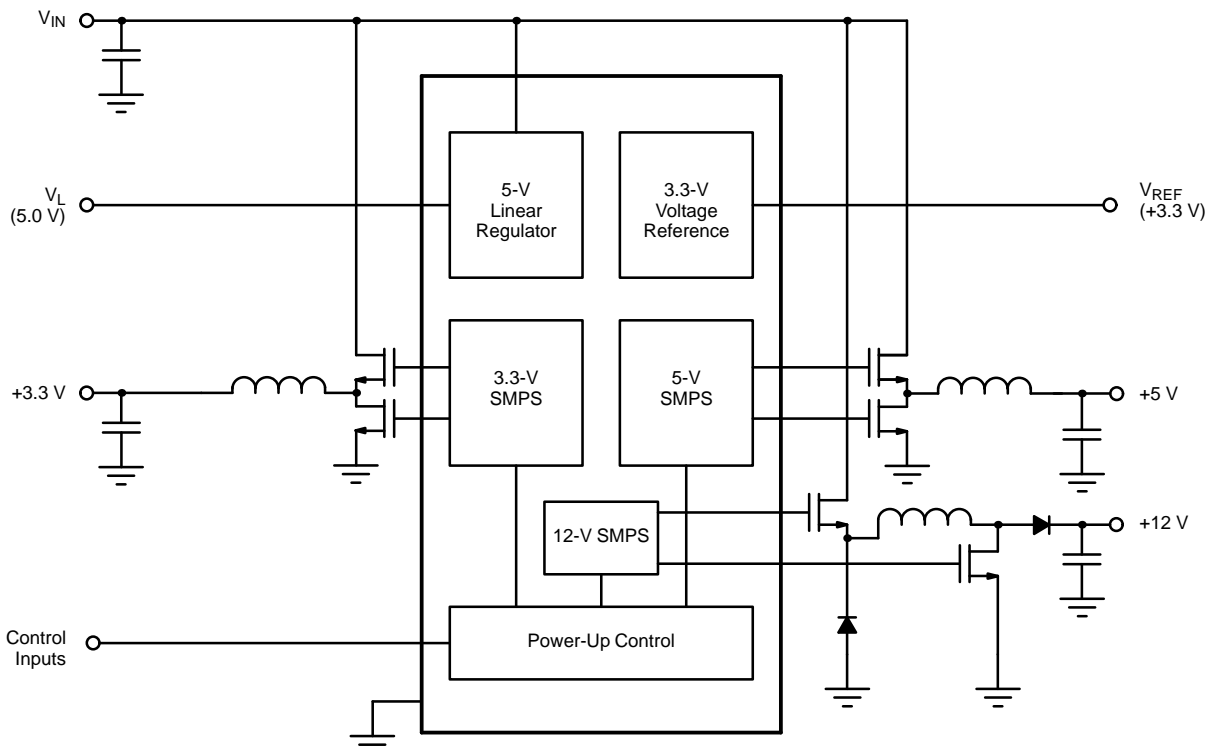 VIN
VL
(5.0 V)
5-V
Linear
Regulator
3.3-V
Voltage
Reference
VREF
(+3.3 V)
+3.3 V
3.3-V
SMPS
5-V
SMPS
+5 V
12-V SMPS
+12 V
Control
Inputs
Power-Up Control